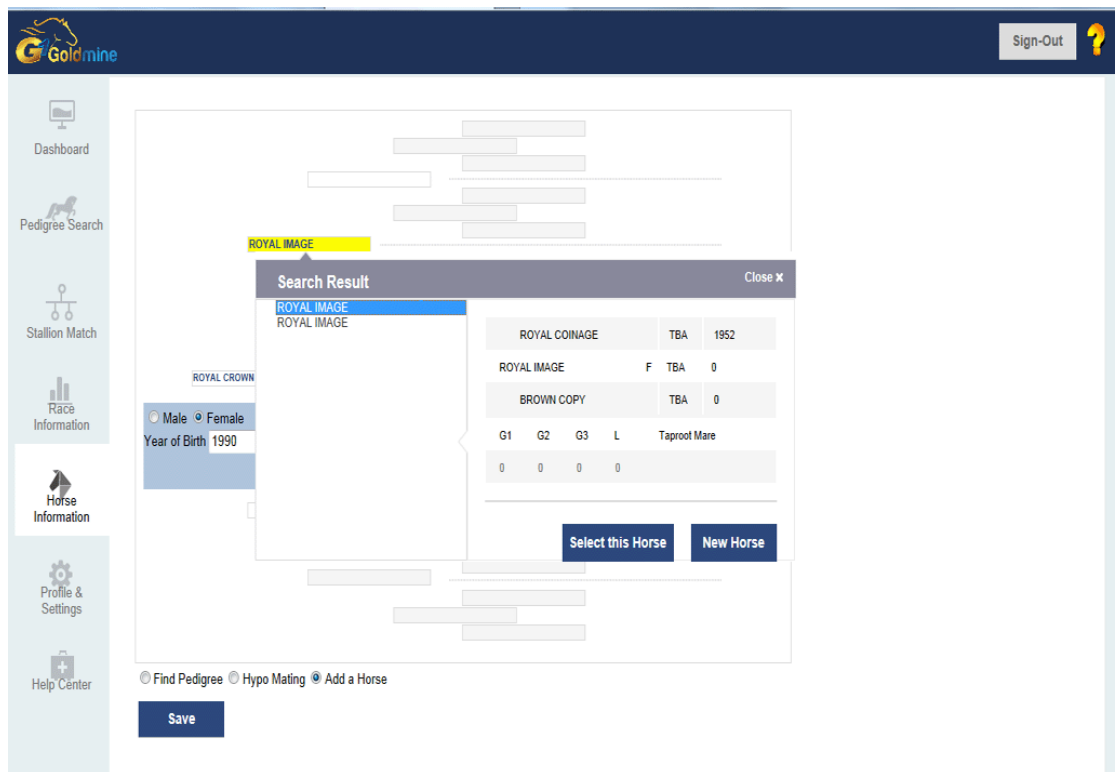 G1 Goldmine
Sign-Out
?
Dashboard
Pedigree Search
Stallion Match
Race
Information
Horse
Information
Profile &
Settings
Help Center
ROYAL IMAGE
Search Result
Close x
ROYAL IMAGE
ROYAL IMAGE
ROYAL COINAGE TBA 1952
ROYAL IMAGE F TBA 0
BROWN COPY TBA 0
G1 G2 G3 L Taproot Mare
0 0 0 0
Select this Horse New Horse
ROYAL CROWN
Male Female
Year of Birth 1990
Find Pedigree Hypo Mating Add a Horse
Save